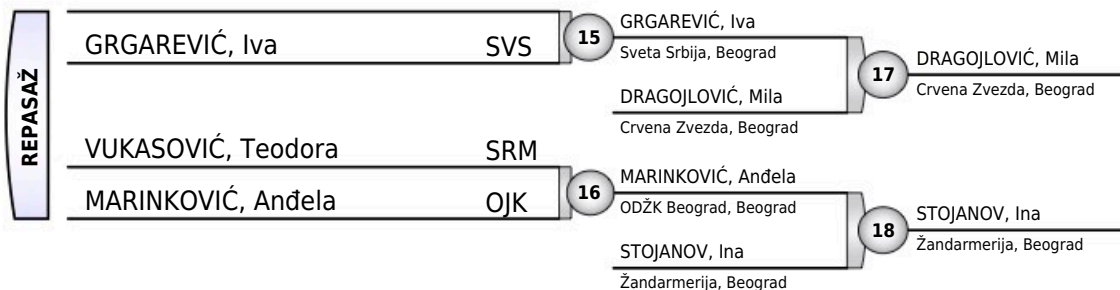 REPASAŽ
GRGAREVIĆ, Iva SVS
VUKASOVIĆ, Teodora SRM
MARINKOVIĆ, Anđela OJK
15
GRGAREVIĆ, Iva
Sveta Srbija, Beograd
DRAGOJLOVIĆ, Mila
Crvena Zvezda, Beograd
16
MARINKOVIĆ, Anđela
ODŽK Beograd, Beograd
STOJANOV, Ina
Žandarmerija, Beograd
17
DRAGOJLOVIĆ, Mila
Crvena Zvezda, Beograd
18
STOJANOV, Ina
Žandarmerija, Beograd